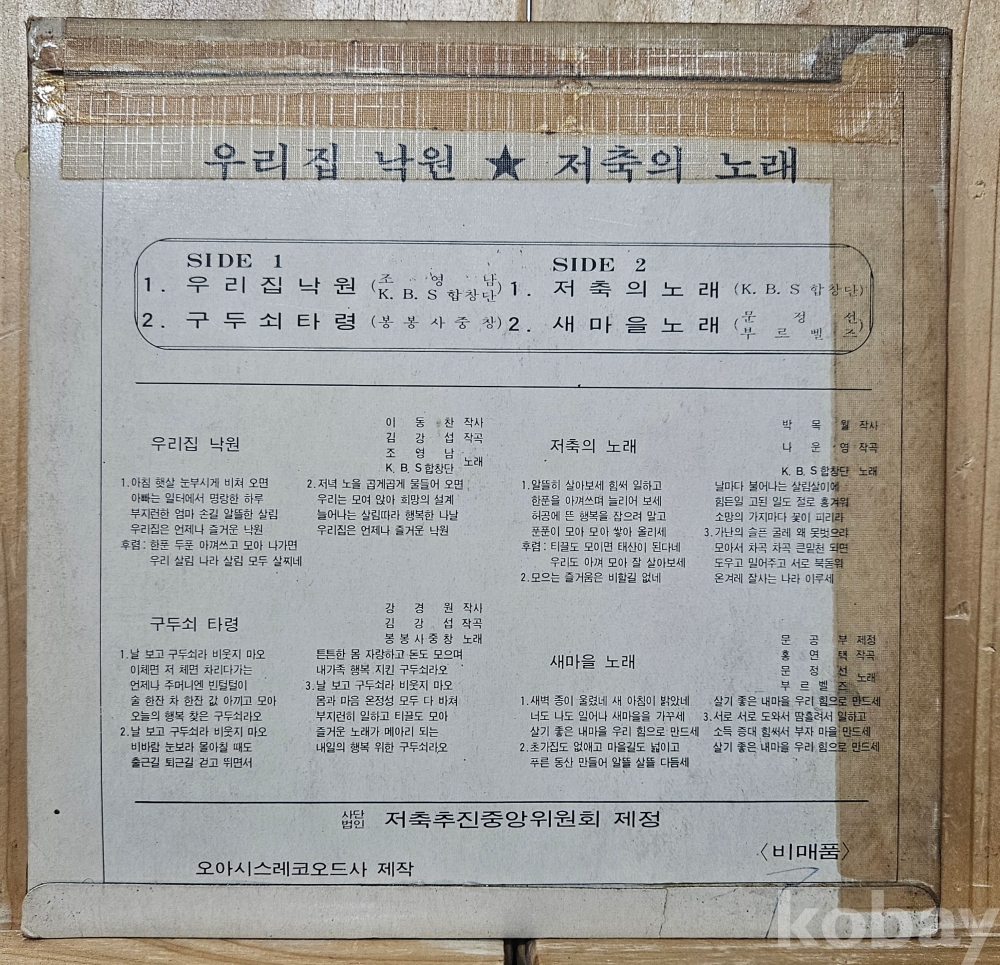 우리집 낙원 ★ 저축의 노래
SIDE 1
1. 우리집낙원 (조영남 K.B.S합창단)
2. 구두쇠타령 (봉봉사중창)
SIDE 2
1. 저축의노래 (K.B.S합창단)
2. 새마을노래 (문정선 부르벨즈)
우리집 낙원
이동찬 작사
김강섭 작곡
조영남
K.B.S합창단 노래
1.아침 햇살 눈부시게 비쳐 오면
아빠는 일터에서 명랑한 하루
부지런한 엄마 손길 알뜰한 살림
우리집은 언제나 즐거운 낙원
후렴: 한푼 두푼 아껴쓰고 모아 나가면
우리 살림 나라 살림 모두 살찌네
2.저녁 노을 곱게곱게 물들어 오면
우리는 모여 앉아 희망의 설계
늘어나는 살림따라 행복한 나날
우리집은 언제나 즐거운 낙원
저축의 노래
박목월 작사
나운영 작곡
K.B.S합창단 노래
1.알뜰히 살아보세 힘써 일하고
한푼을 아껴쓰며 늘리어 보세
허공에 뜬 행복을 잡으려 말고
푼푼이 모아 모아 쌓아 올리세
후렴: 티끌도 모이면 태산이 된다네
우리도 아껴 모아 잘 살아보세
2.모으는 즐거움은 비할길 없네
날마다 불어나는 살림살이에
힘든일 고된 일도 절로 흥겨워
소망의 가지마다 꽃이 피리라
3.가난의 슬픈 굴레 왜 못벗으랴
모아서 차곡 차곡 큰밑천 되면
도우고 밀어주고 서로 북돋워
온겨레 잘사는 나라 이루세
구두쇠 타령
강경원 작사
김강섭 작곡
봉봉사중창 노래
1.날 보고 구두쇠라 비웃지 마오
이체면 저 체면 차리다가는
언제나 주머니엔 빈털털이
술 한잔 차 한잔 값 아끼고 모아
오늘의 행복 찾은 구두쇠라오
2.날 보고 구두쇠라 비웃지 마오
비바람 눈보라 몰아칠 때도
출근길 퇴근길 걷고 뛰면서
튼튼한 몸 자랑하고 돈도 모으며
내가족 행복 지킨 구두쇠라오
3.날 보고 구두쇠라 비웃지 마오
몸과 마음 온정성 모두 다 바쳐
부지런히 일하고 티끌도 모아
즐거운 노래가 메아리 되는
내일의 행복 위한 구두쇠라오
새마을 노래
문공부 제정
홍연택 작곡
문정선
부르벨즈 노래
1.새벽 종이 울렸네 새 아침이 밝았네
너도 나도 일어나 새마을을 가꾸세
살기 좋은 내마을 우리 힘으로 만드세
2.초가집도 없애고 마을길도 넓이고
푸른 동산 만들어 알뜰 살뜰 다듬세
살기 좋은 내마을 우리 힘으로 만드세
3.서로 서로 도와서 땀흘려서 일하고
소득 증대 힘써서 부자 마을 만드세
살기 좋은 내마을 우리 힘으로 만드세
사단법인 저축추진중앙위원회 제정
〈비매품〉
오아시스레코오드사 제작
kobay